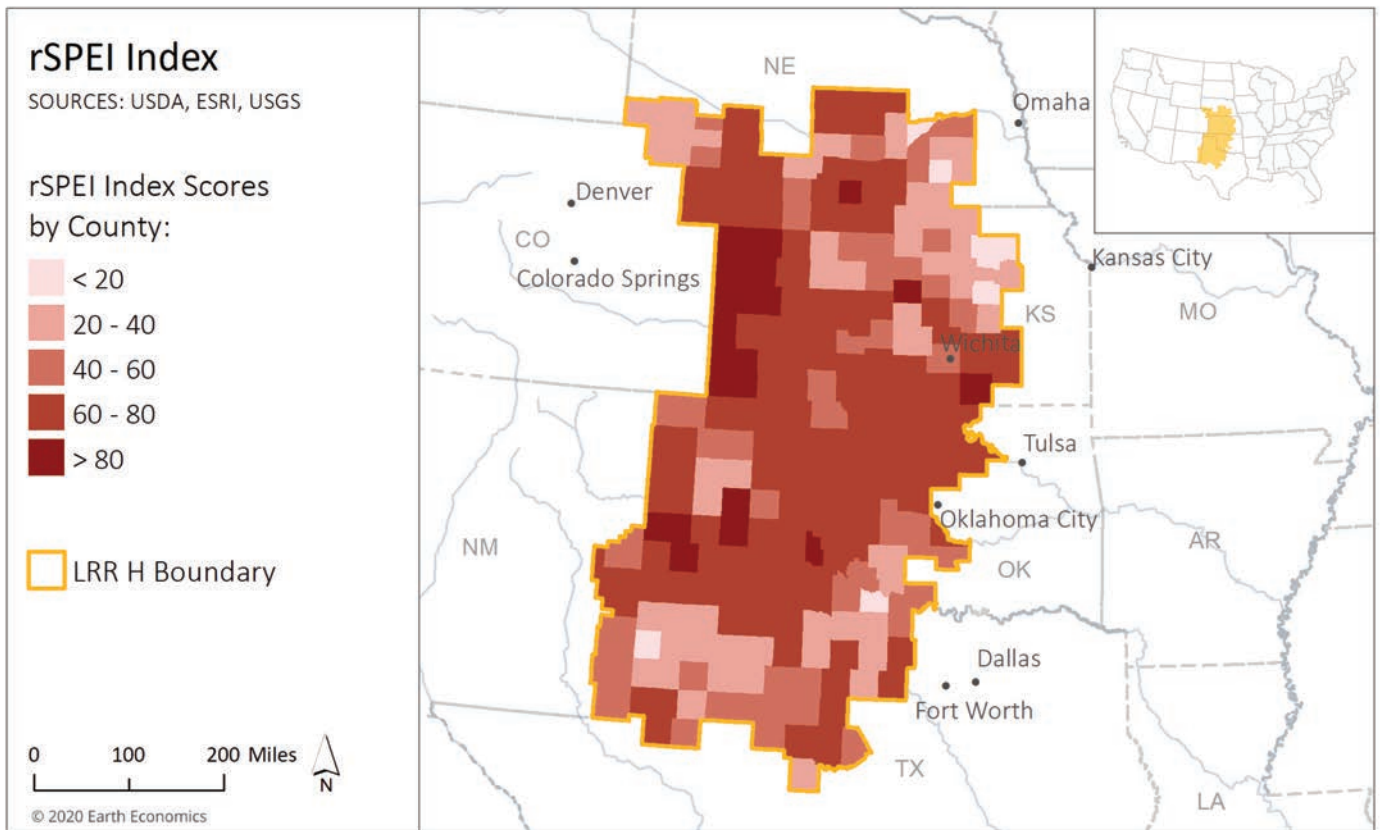 rSPEI Index
SOURCES: USDA, ESRI, USGS
rSPEI Index Scores
by County:
< 20
20 - 40
40 - 60
60 - 80
> 80
LRR H Boundary
0 100 200 Miles
N
© 2020 Earth Economics
NE
Omaha
Denver
CO
Colorado Springs
Kansas City
KS
MO
Wichita
Tulsa
Oklahoma City
NM
AR
OK
Dallas
Fort Worth
TX
LA